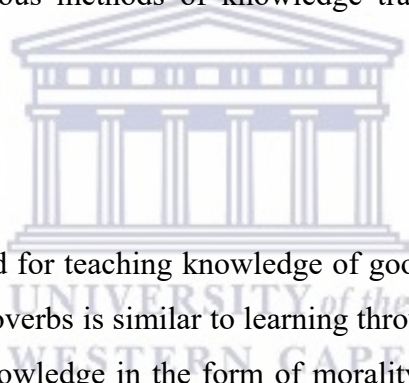 ous methods of knowledge tra
d for teaching knowledge of goo
UNIVERSITY of the
overbs is similar to learning thro
WESTERN CAPE
owledge in the form of morality